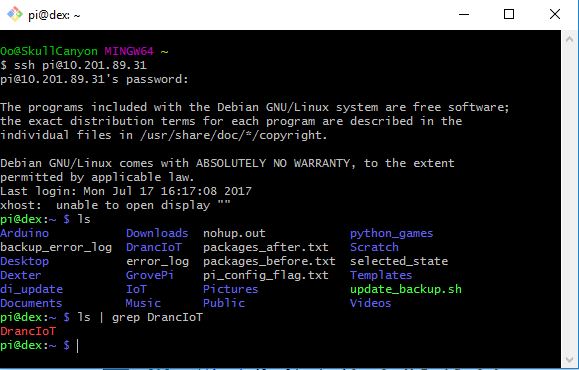 pi@dex: ~
0o@SkullCanyon MINGW64 ~
$ ssh pi@10.201.89.31
pi@10.201.89.31's password:
The programs included with the Debian GNU/Linux system are free software;
the exact distribution terms for each program are described in the
individual files in /usr/share/doc/*/copyright.
Debian GNU/Linux comes with ABSOLUTELY NO WARRANTY, to the extent
permitted by applicable law.
Last login: Mon Jul 17 16:17:08 2017
xhost:  unable to open display ""
pi@dex:~ $ ls
Arduino Downloads nohup.out python_games
backup_error_log DrancIoT packages_after.txt Scratch
Desktop error_log packages_before.txt selected_state
Dexter GrovePi pi_config_flag.txt Templates
di_update IoT Pictures update_backup.sh
Documents Music Public Videos
pi@dex:~ $ ls | grep DrancIoT
DrancIoT
pi@dex:~ $